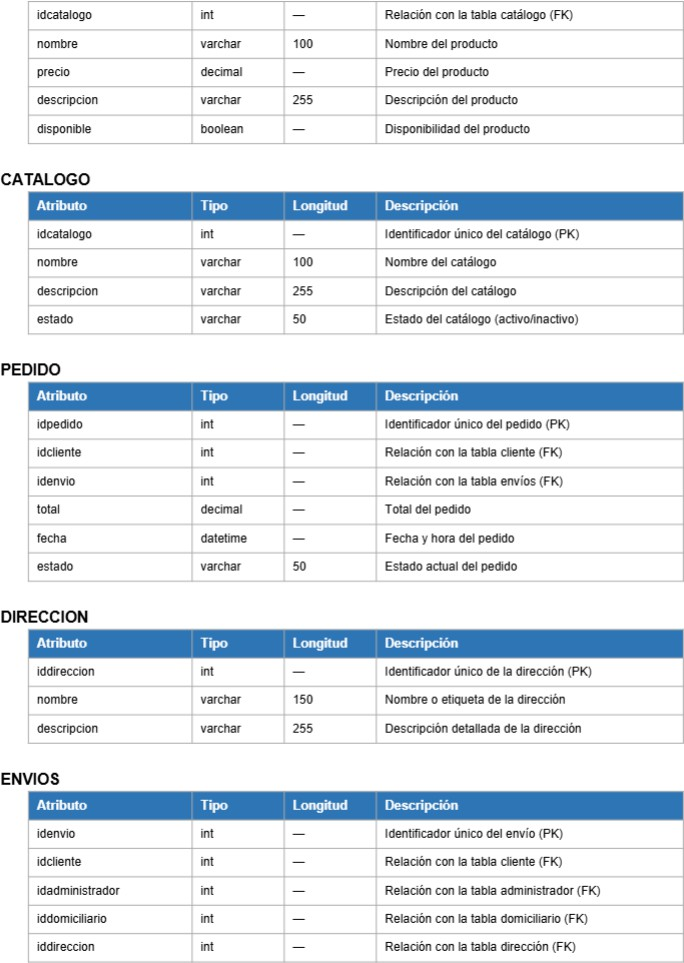 idcatalogo int — Relación con la tabla catálogo (FK)
nombre varchar 100 Nombre del producto
precio decimal — Precio del producto
descripcion varchar 255 Descripción del producto
disponible boolean — Disponibilidad del producto
CATALOGO
Atributo Tipo Longitud Descripción
idcatalogo int — Identificador único del catálogo (PK)
nombre varchar 100 Nombre del catálogo
descripcion varchar 255 Descripción del catálogo
estado varchar 50 Estado del catálogo (activo/inactivo)
PEDIDO
Atributo Tipo Longitud Descripción
idpedido int — Identificador único del pedido (PK)
idcliente int — Relación con la tabla cliente (FK)
idenvio int — Relación con la tabla envíos (FK)
total decimal — Total del pedido
fecha datetime — Fecha y hora del pedido
estado varchar 50 Estado actual del pedido
DIRECCION
Atributo Tipo Longitud Descripción
iddireccion int — Identificador único de la dirección (PK)
nombre varchar 150 Nombre o etiqueta de la dirección
descripcion varchar 255 Descripción detallada de la dirección
ENVIOS
Atributo Tipo Longitud Descripción
idenvio int — Identificador único del envío (PK)
idcliente int — Relación con la tabla cliente (FK)
idadministrador int — Relación con la tabla administrador (FK)
iddomiciliario int — Relación con la tabla domiciliario (FK)
iddireccion int — Relación con la tabla dirección (FK)